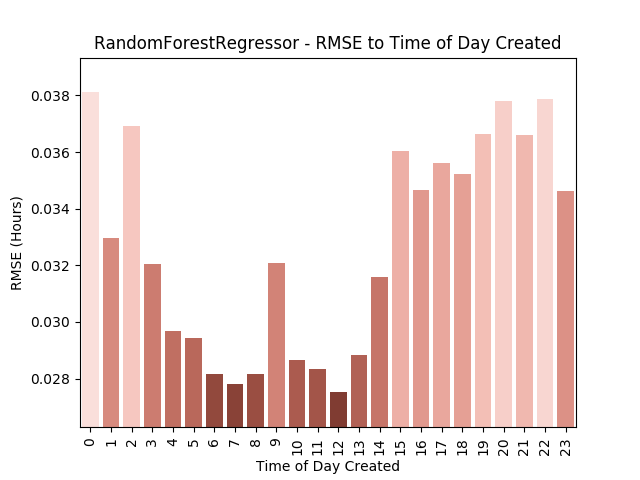 RandomForestRegressor - RMSE to Time of Day Created
0.038
0.036
0.034
0.032
0.030
0.028
RMSE (Hours)
0 1 2 3 4 5 6 7 8 9 10 11 12 13 14 15 16 17 18 19 20 21 22 23
Time of Day Created